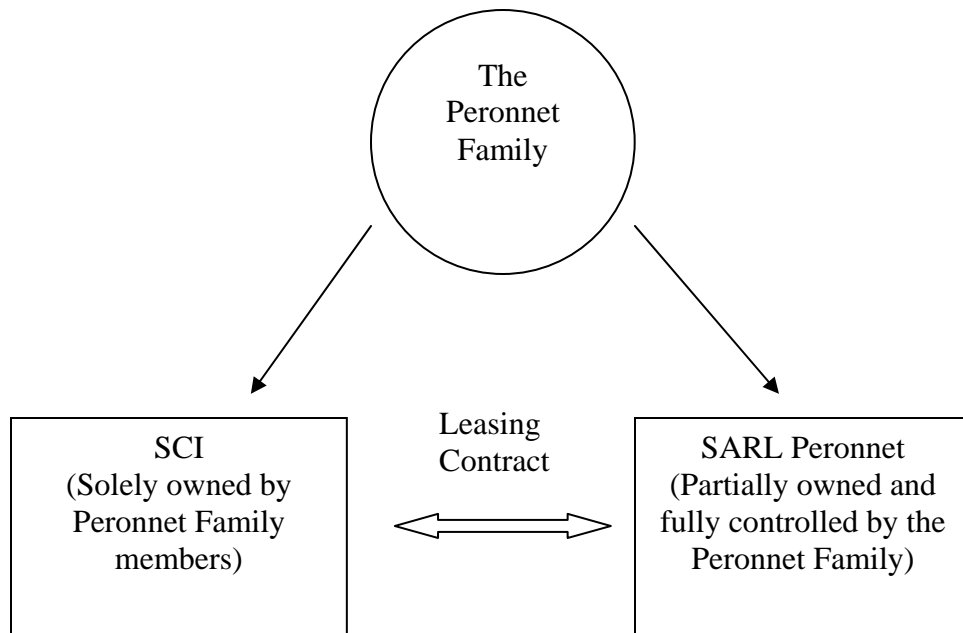 The
Peronnet
Family
SCI
(Solely owned by
Peronnet Family
members)
Leasing
Contract
SARL Peronnet
(Partially owned and
fully controlled by the
Peronnet Family)